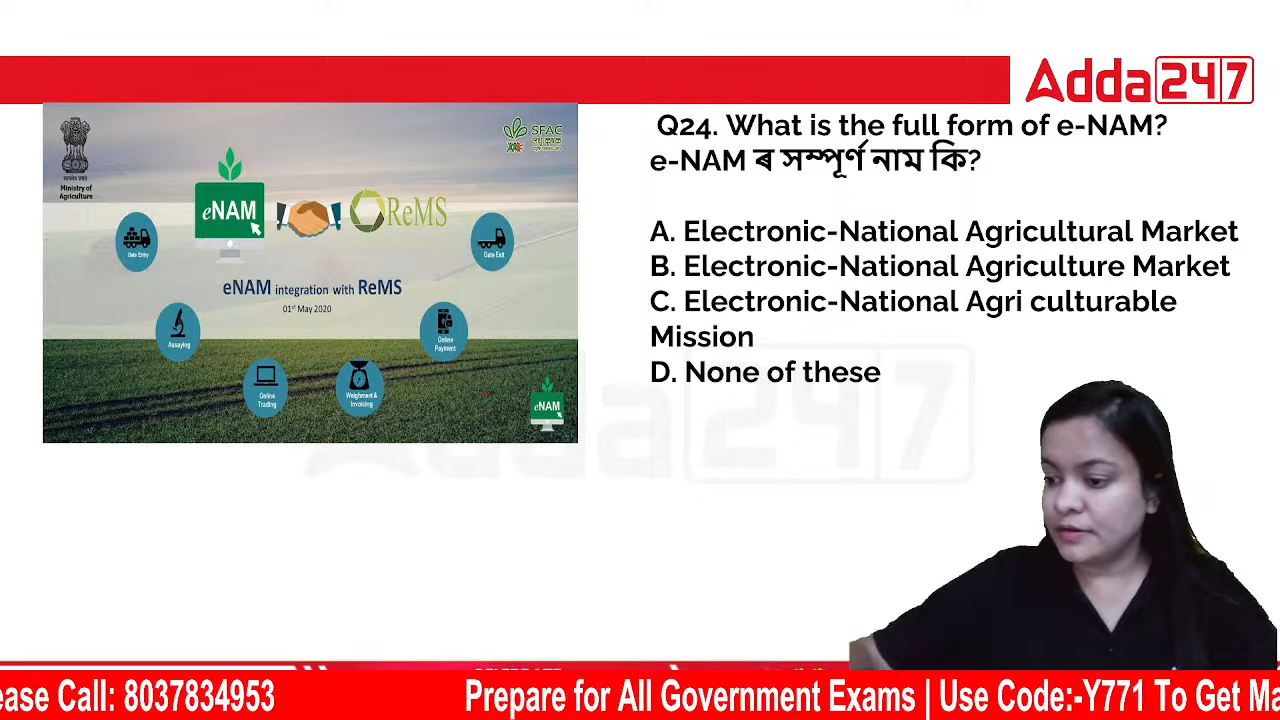 Adda247
Q24. What is the full form of e-NAM?
e-NAM ৰ সম্পূৰ্ণ নাম কি?
A. Electronic-National Agricultural Market
B. Electronic-National Agriculture Market
C. Electronic-National Agri culturable
Mission
D. None of these
Ministry of
Agriculture
SFAC
eNAM
ReMS
Gate Entry
Gate Exit
eNAM integration with ReMS
01st May 2020
Assaying
Online
Payment
Online
Trading
Weighment &
Invoicing
eNAM
Adda247
ease Call: 8037834953
Prepare for All Government Exams | Use Code:-Y771 To Get Ma